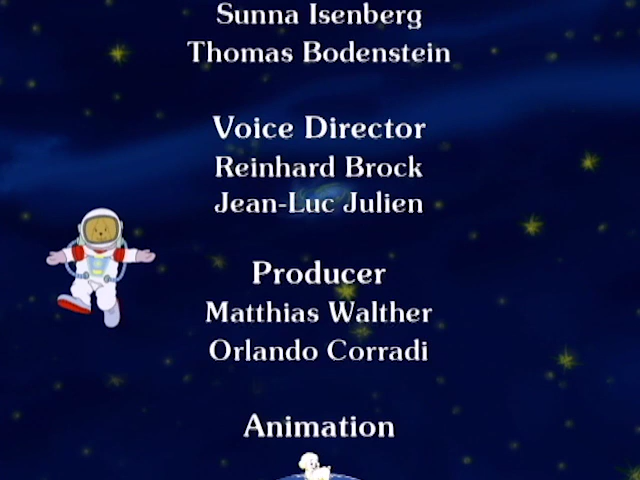 Sunna Isenberg
Thomas Bodenstein
Voice Director
Reinhard Brock
Jean-Luc Julien
Producer
Matthias Walther
Orlando Corradi
Animation